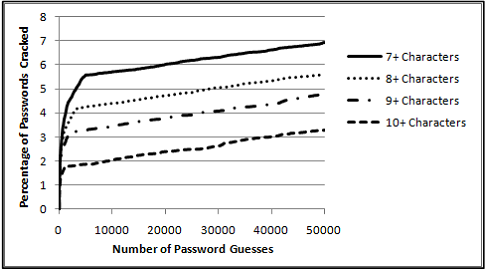 8
7
6
5
4
3
2
1
0
Percentage of Passwords Cracked
0 10000 20000 30000 40000 50000
Number of Password Guesses
7+ Characters
8+ Characters
9+ Characters
10+ Characters